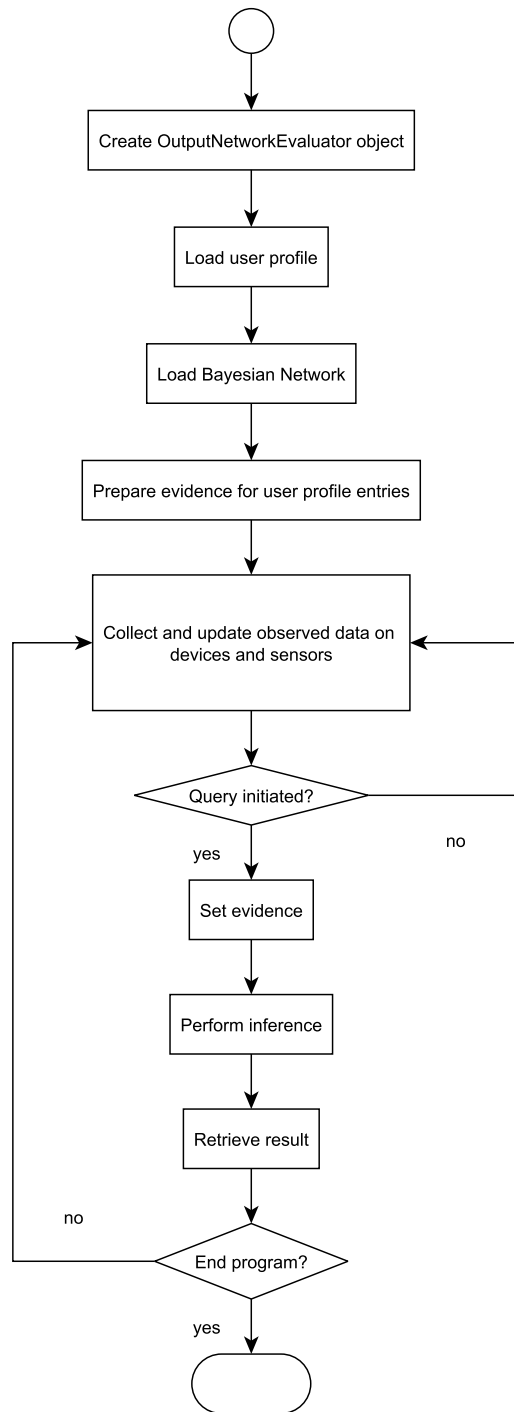 Create OutputNetworkEvaluator object
Load user profile
Load Bayesian Network
Prepare evidence for user profile entries
Collect and update observed data on
devices and sensors
Query initiated?
no
yes
Set evidence
Perform inference
Retrieve result
no
End program?
yes